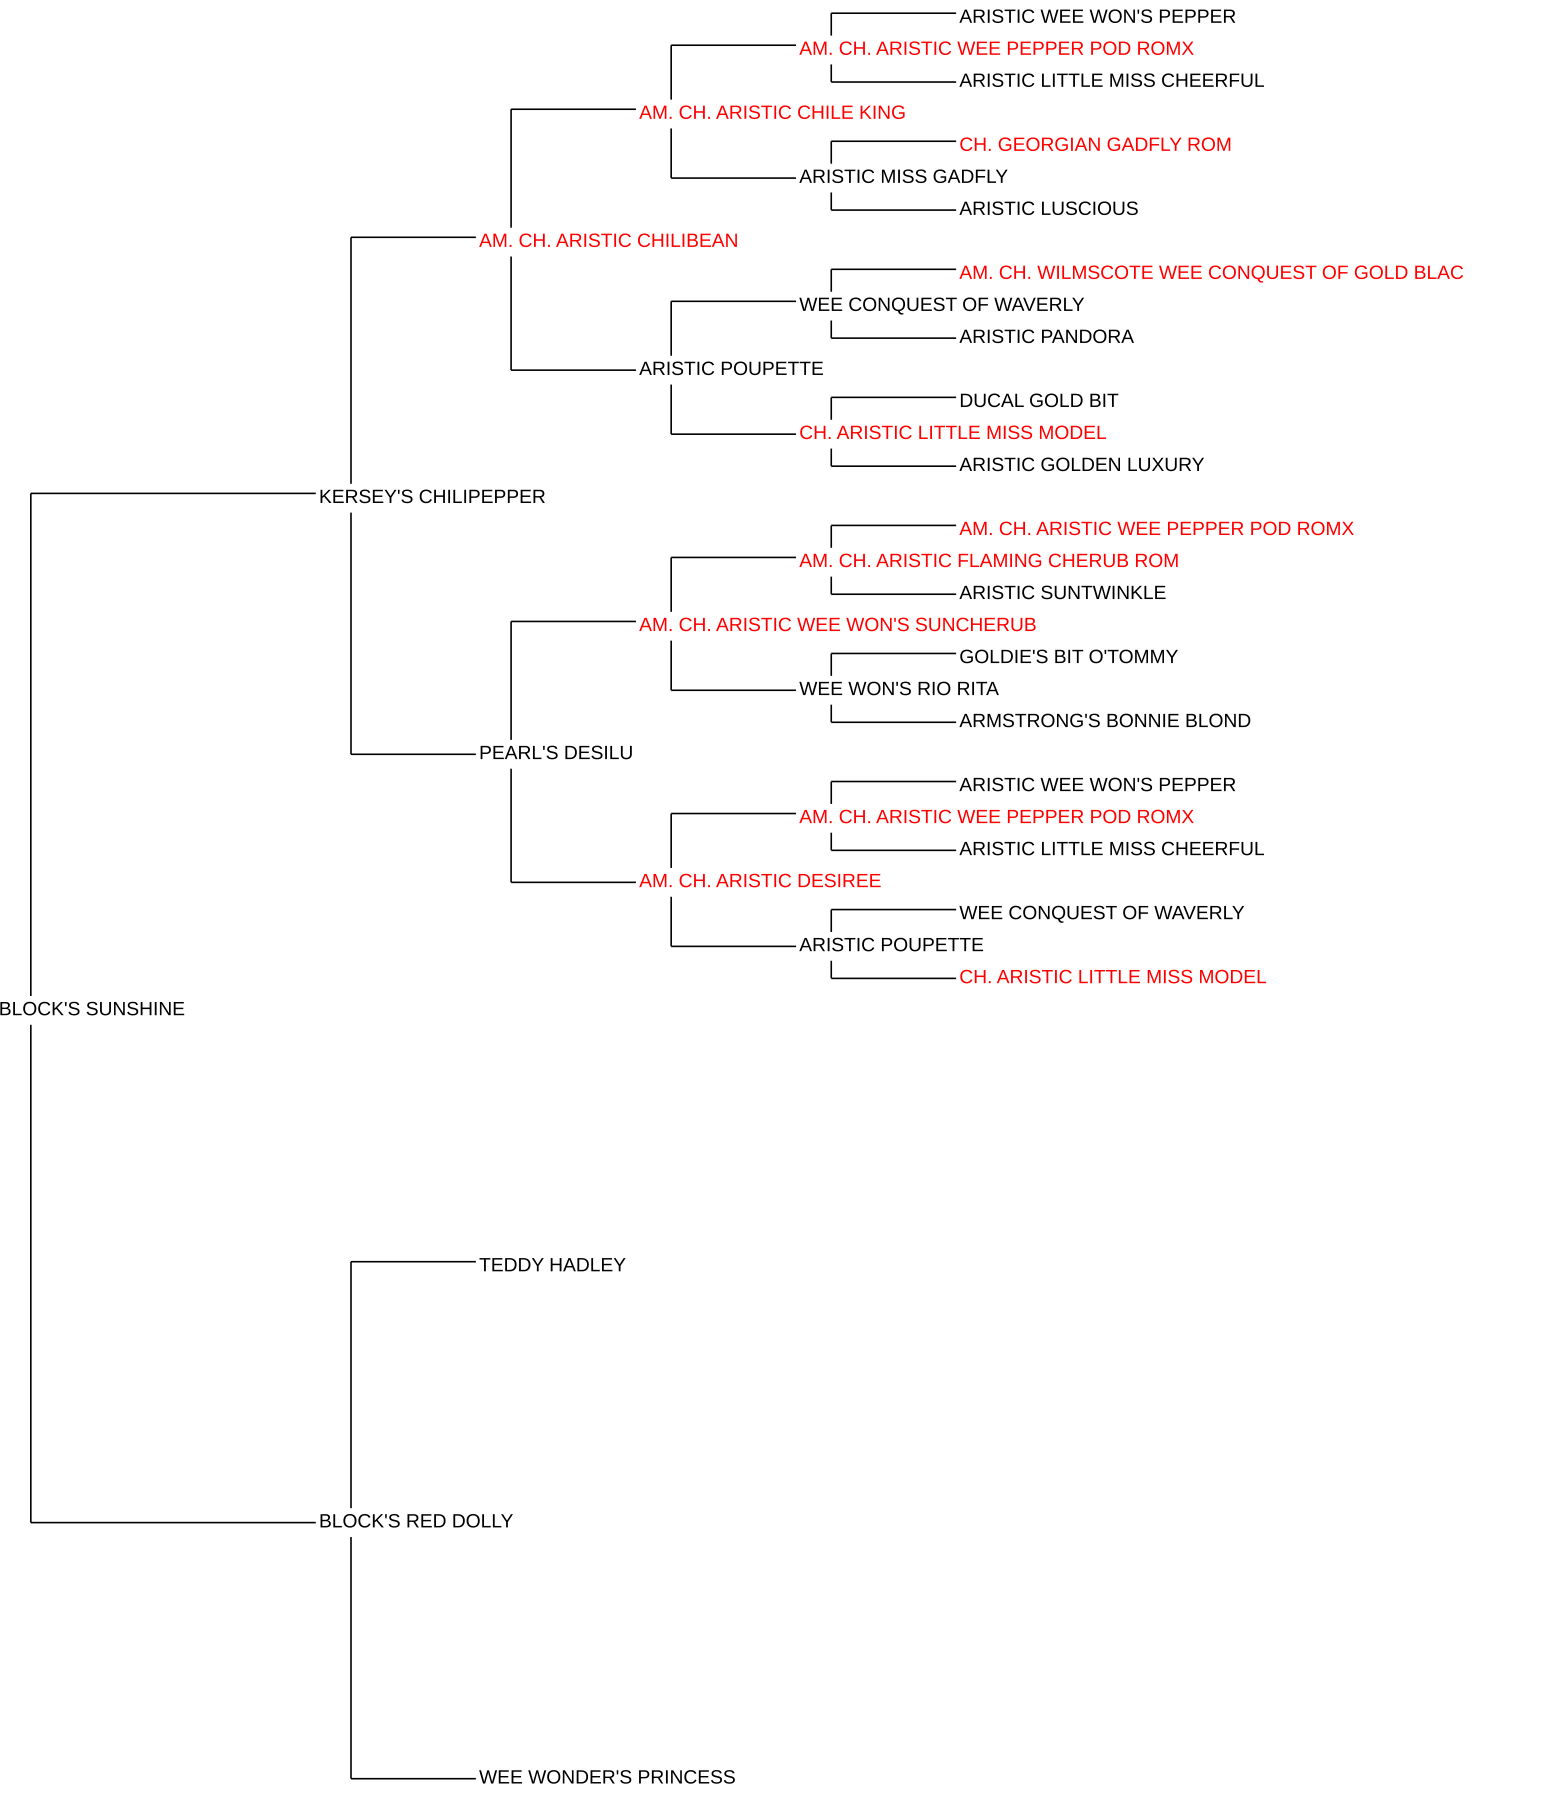 ARISTIC WEE WON'S PEPPER
AM. CH. ARISTIC WEE PEPPER POD ROMX
ARISTIC LITTLE MISS CHEERFUL
AM. CH. ARISTIC CHILE KING
CH. GEORGIAN GADFLY ROM
ARISTIC MISS GADFLY
ARISTIC LUSCIOUS
AM. CH. ARISTIC CHILIBEAN
AM. CH. WILMSCOTE WEE CONQUEST OF GOLD BLAC
WEE CONQUEST OF WAVERLY
ARISTIC PANDORA
ARISTIC POUPETTE
DUCAL GOLD BIT
CH. ARISTIC LITTLE MISS MODEL
ARISTIC GOLDEN LUXURY
KERSEY'S CHILIPEPPER
AM. CH. ARISTIC WEE PEPPER POD ROMX
AM. CH. ARISTIC FLAMING CHERUB ROM
ARISTIC SUNTWINKLE
AM. CH. ARISTIC WEE WON'S SUNCHERUB
GOLDIE'S BIT O'TOMMY
WEE WON'S RIO RITA
ARMSTRONG'S BONNIE BLOND
PEARL'S DESILU
ARISTIC WEE WON'S PEPPER
AM. CH. ARISTIC WEE PEPPER POD ROMX
ARISTIC LITTLE MISS CHEERFUL
AM. CH. ARISTIC DESIREE
WEE CONQUEST OF WAVERLY
ARISTIC POUPETTE
CH. ARISTIC LITTLE MISS MODEL
BLOCK'S SUNSHINE
TEDDY HADLEY
BLOCK'S RED DOLLY
WEE WONDER'S PRINCESS